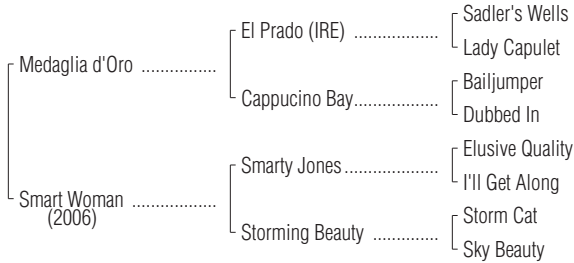 Sadler's Wells
El Prado (IRE) ..................
Lady Capulet
Medaglia d'Oro ................
Bailjumper
Cappucino Bay..................
Dubbed In
Elusive Quality
Smarty Jones....................
I'll Get Along
Smart Woman ..................
(2006)
Storm Cat
Storming Beauty ..............
Sky Beauty